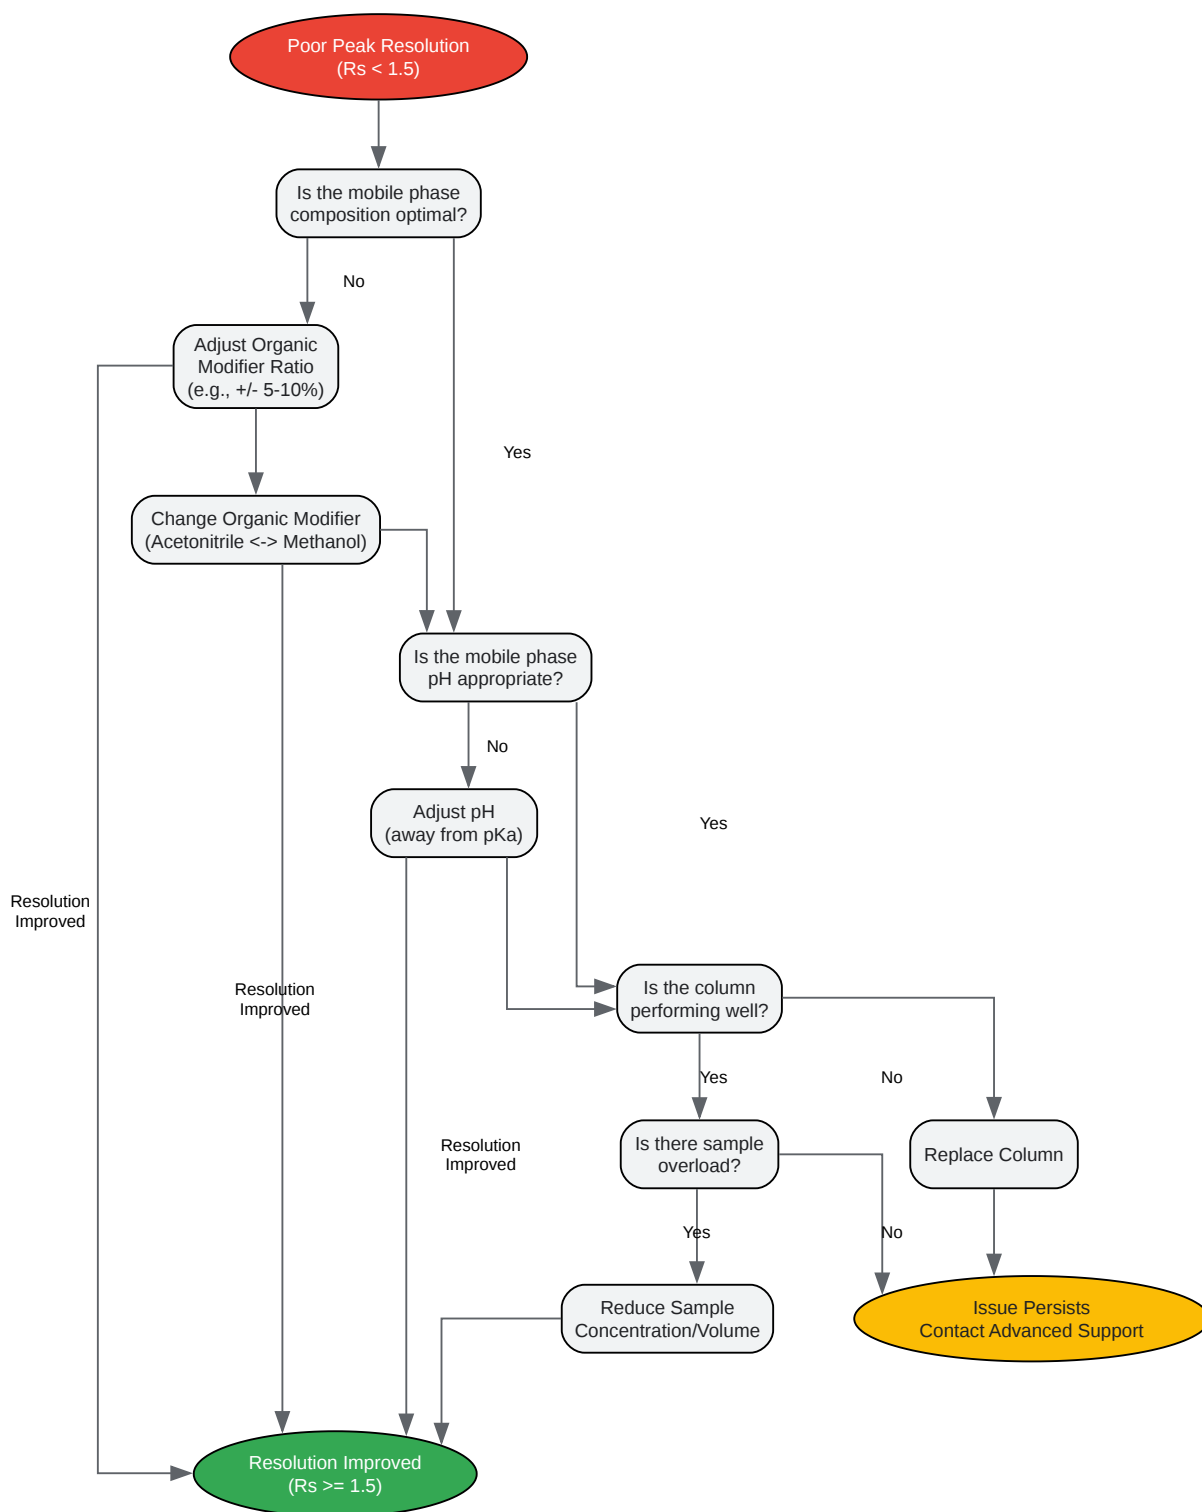 Poor Peak Resolution
(Rs < 1.5)
Is the mobile phase
composition optimal?
No
Adjust Organic
Modifier Ratio
(e.g., +/- 5-10%)
Yes
Change Organic Modifier
(Acetonitrile <-> Methanol)
Is the mobile phase
pH appropriate?
No
Adjust pH
(away from pKa)
Yes
Resolution
Improved
Resolution
Improved
Is the column
performing well?
Yes
No
Resolution
Improved
Is there sample
overload?
Replace Column
Yes
No
Reduce Sample
Concentration/Volume
Issue Persists
Contact Advanced Support
Resolution Improved
(Rs >= 1.5)